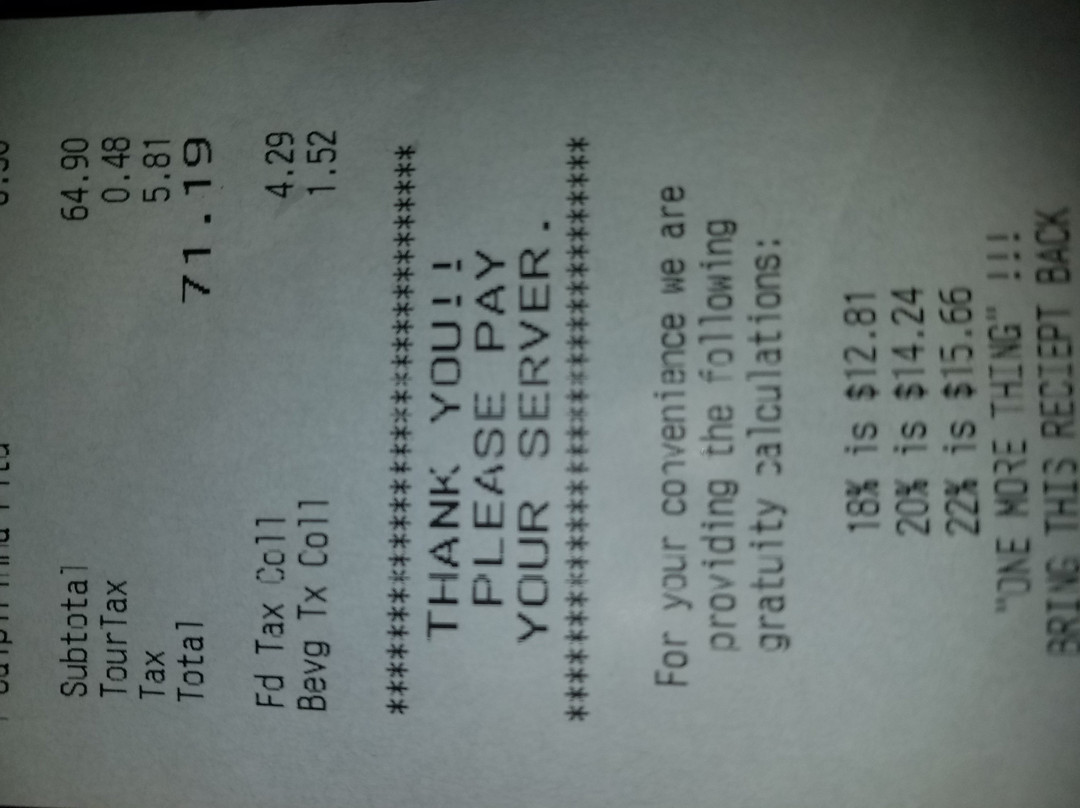 Subtotal 64.90
TourTax 0.48
Tax 5.81
Total 71.19
Fd Tax Coll 4.29
Bevg Tx Coll 1.52
********************************
THANK YOU!!
PLEASE PAY
YOUR SERVER.
********************************
For your convenience we are
providing the following
gratuity calculations:
18% is $12.81
20% is $14.24
22% is $15.66
"ONE MORE THING" !!!
BRING THIS RECIEPT BACK